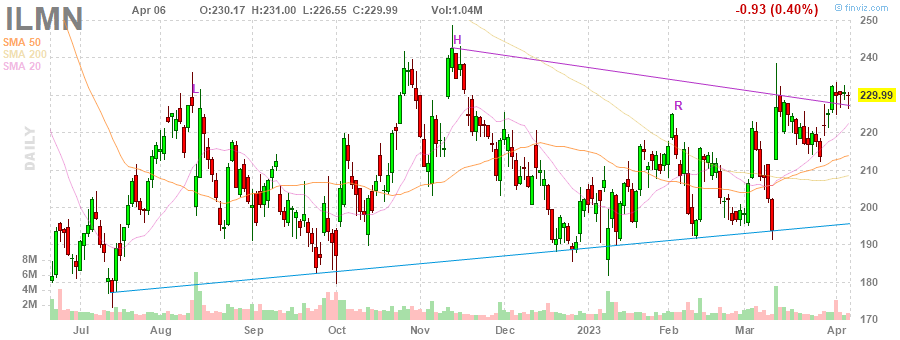 ILMN Apr 06 O:230.17 H:231.00 L:226.55 C:229.99 Vol:1.04M -0.93 (0.40%) © finviz.com
SMA 50
SMA 200
SMA 20
DAILY
250
240
229.99
220
210
200
190
180
170
8M
6M
4M
2M
L
H
R
Jul Aug Sep Oct Nov Dec 2023 Feb Mar Apr